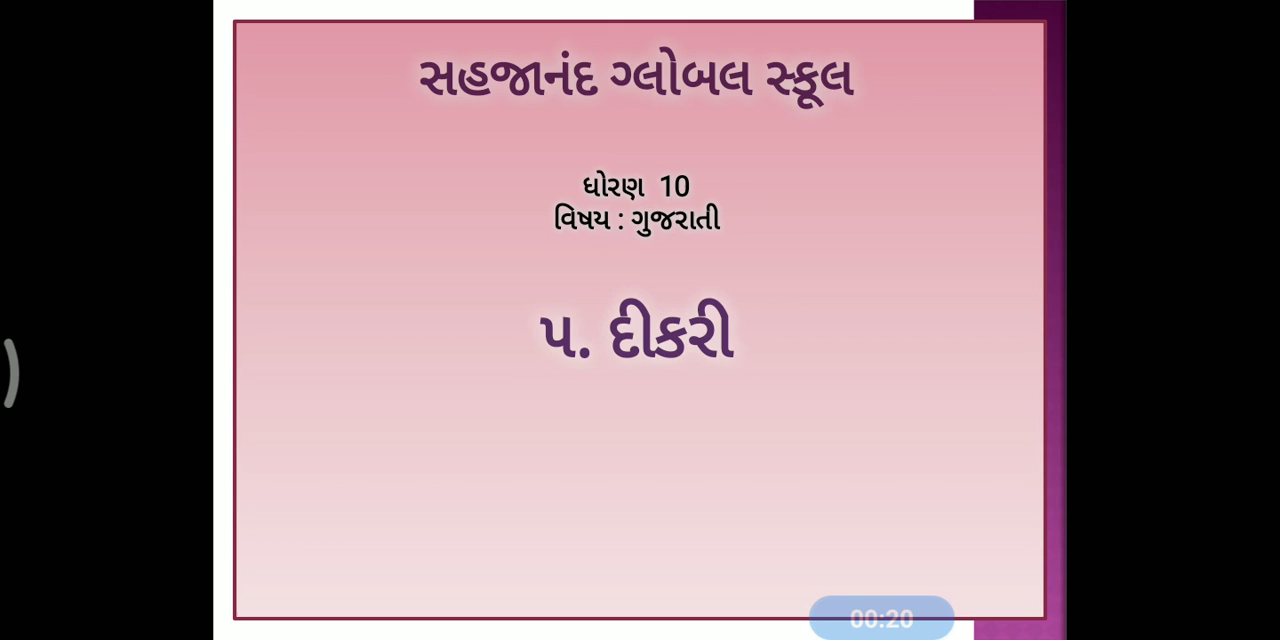 સહજાનંદ ગ્લોબલ સ્કૂલ
ધોરણ 10
વિષય : ગુજરાતી
૫. દીકરી
00:20